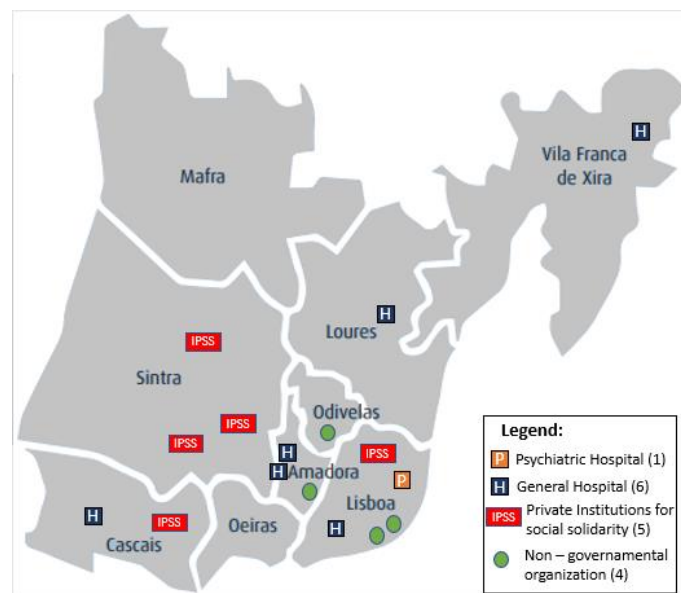 H
Vila Franca
de Xira
Mafra
H
Loures
IPSS
Sintra
Odivelas
IPSS
IPSS
H
H
Amadora
IPSS
P
Lisboa
H
H
IPSS
Oeiras
Cascais
Legend:
P Psychiatric Hospital (1)
H General Hospital (6)
IPSS Private Institutions for
social solidarity (5)
Non – governamental
organization (4)